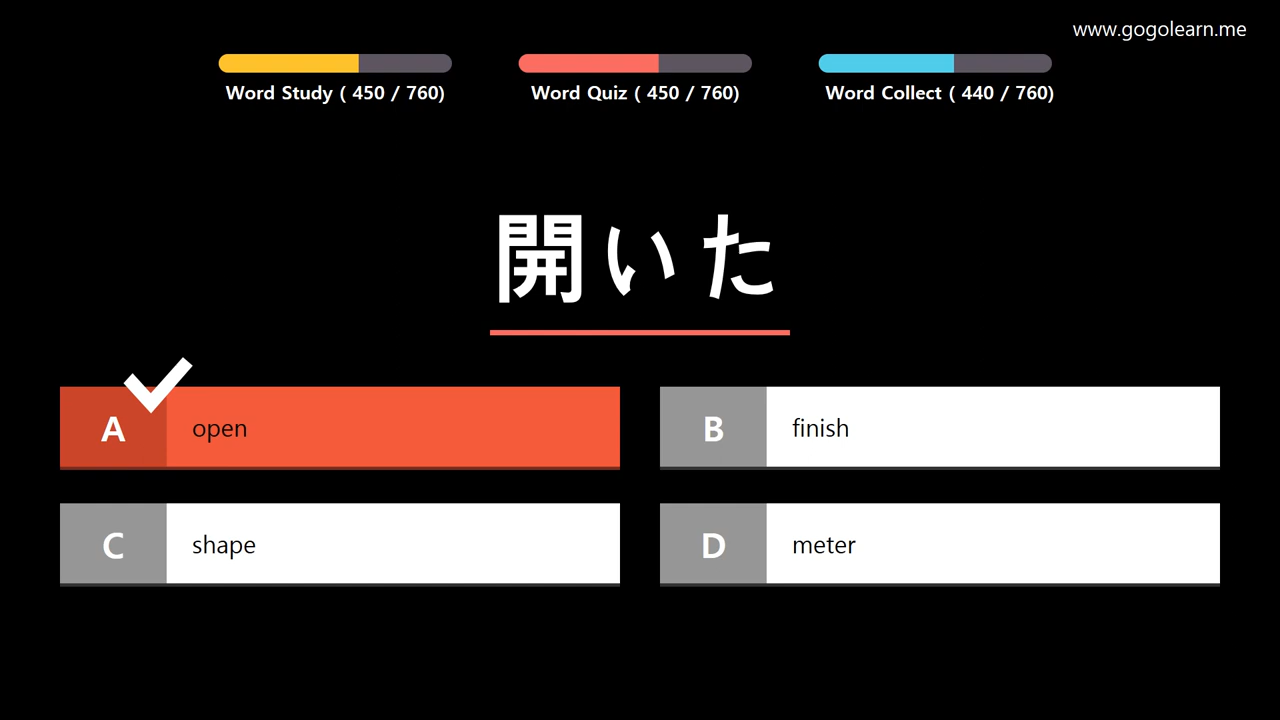 www.gogolearn.me
Word Study ( 450 / 760)
Word Quiz ( 450 / 760)
Word Collect ( 440 / 760)
開いた
A open
B finish
C shape
D meter